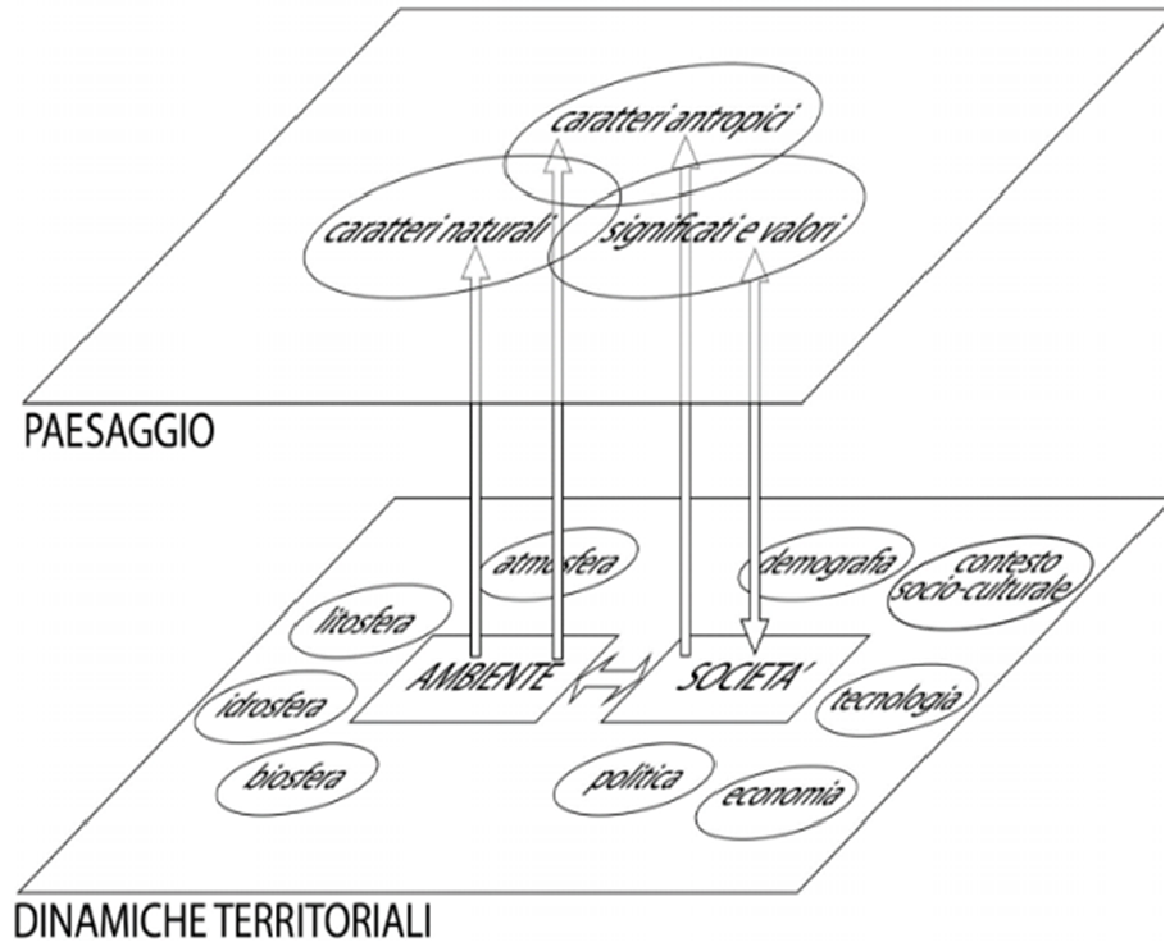 caratteri antropici
caratteri naturali
significati e valori
PAESAGGIO
atmosfera
demografia
contesto
socio-culturale
litosfera
AMBIENTE
SOCIETA'
idrosfera
tecnologia
biosfera
politica
economia
DINAMICHE TERRITORIALI